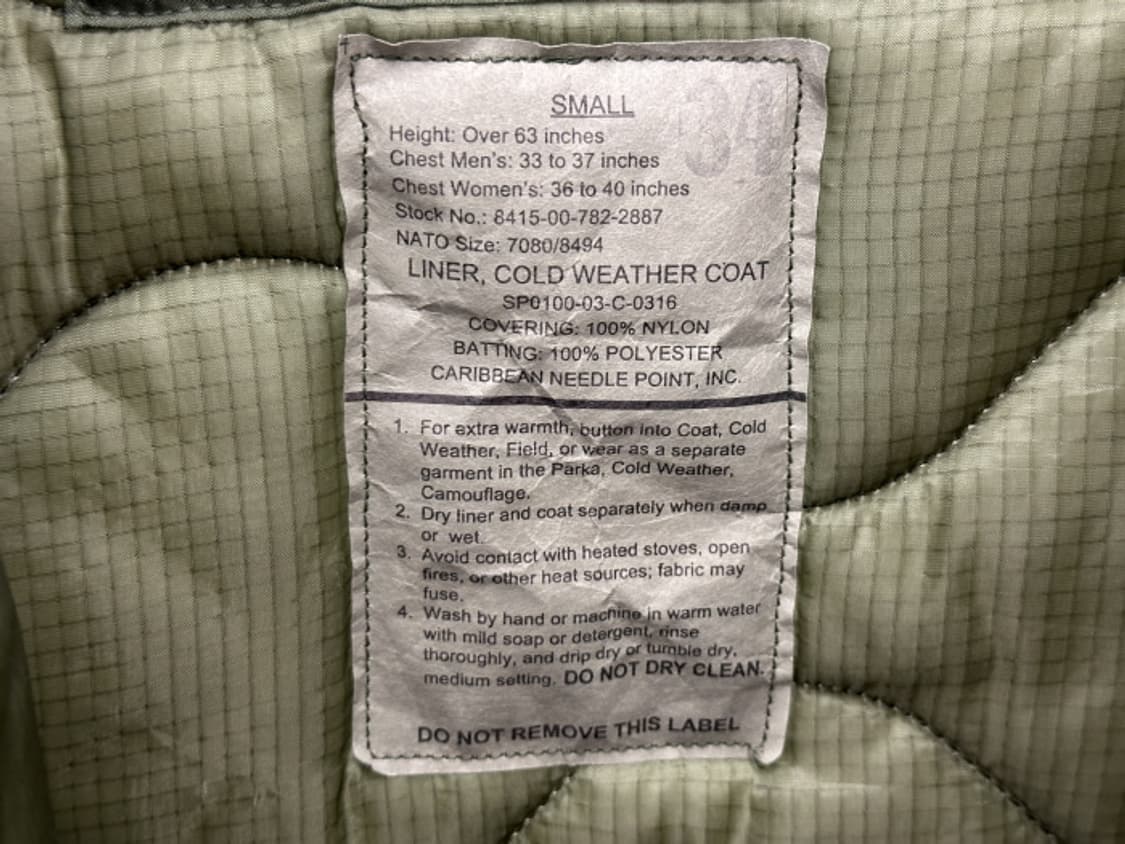 34
SMALL
Height: Over 63 inches
Chest Men's: 33 to 37 inches
Chest Women's: 36 to 40 inches
Stock No.: 8415-00-782-2887
NATO Size: 7080/8494
LINER, COLD WEATHER COAT
SP0100-03-C-0316
COVERING: 100% NYLON
BATTING: 100% POLYESTER
CARIBBEAN NEEDLE POINT, INC.
1. For extra warmth, button into Coat, Cold
Weather, Field, or wear as a separate
garment in the Parka, Cold Weather,
Camouflage.
2. Dry liner and coat separately when damp
or wet.
3. Avoid contact with heated stoves, open
fires, or other heat sources; fabric may
fuse.
4. Wash by hand or machine in warm water
with mild soap or detergent, rinse
thoroughly, and drip dry or tumble dry,
medium setting. DO NOT DRY CLEAN.
DO NOT REMOVE THIS LABEL